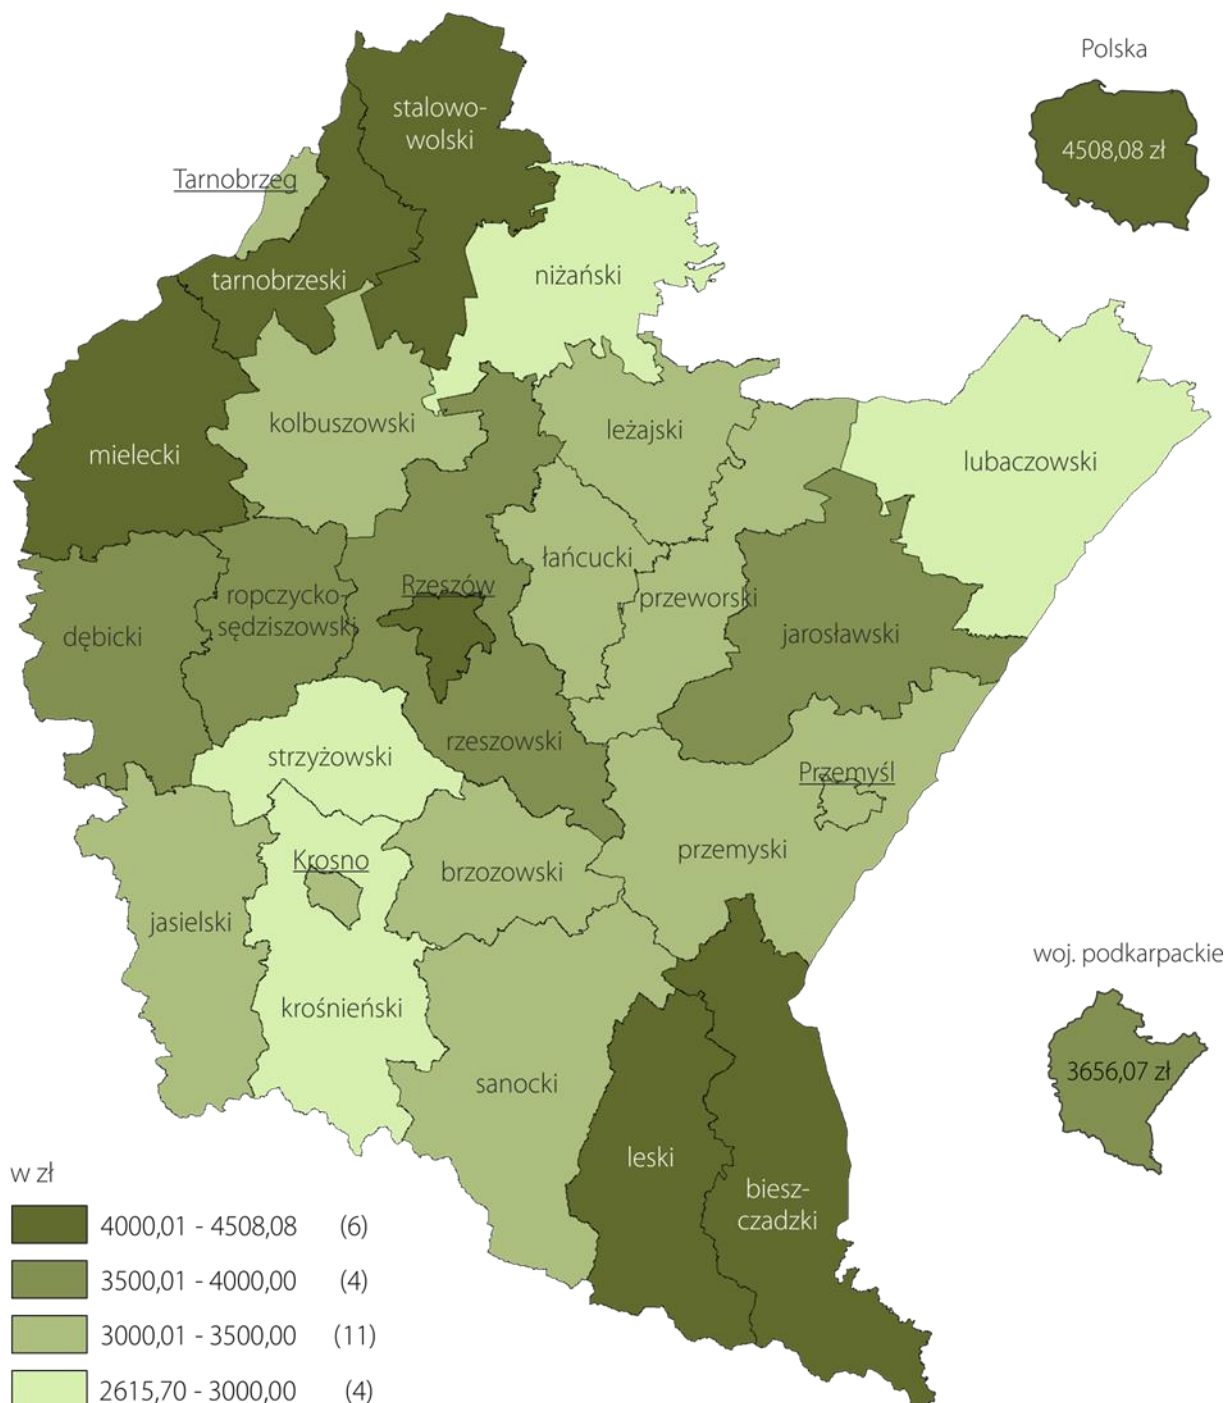 Polska
4508,08 zł
stalowo-
wolski
Tarnobrzeg
tarnobrzeski
niżański
kolbuszowski
leżajski
mielecki
lubaczowski
łańcucki
Rzeszów
ropczycko-
sędziszowski
przeworski
dębicki
jarosławski
rzeszowski
strzyżowski
Przemyśl
przemyski
Krosno
brzozowski
jasielski
woj. podkarpackie
3656,07 zł
krośnieński
sanocki
leski
biesz-
czadzki
w zł
4000,01 - 4508,08 (6)
3500,01 - 4000,00 (4)
3000,01 - 3500,00 (11)
2615,70 - 3000,00 (4)